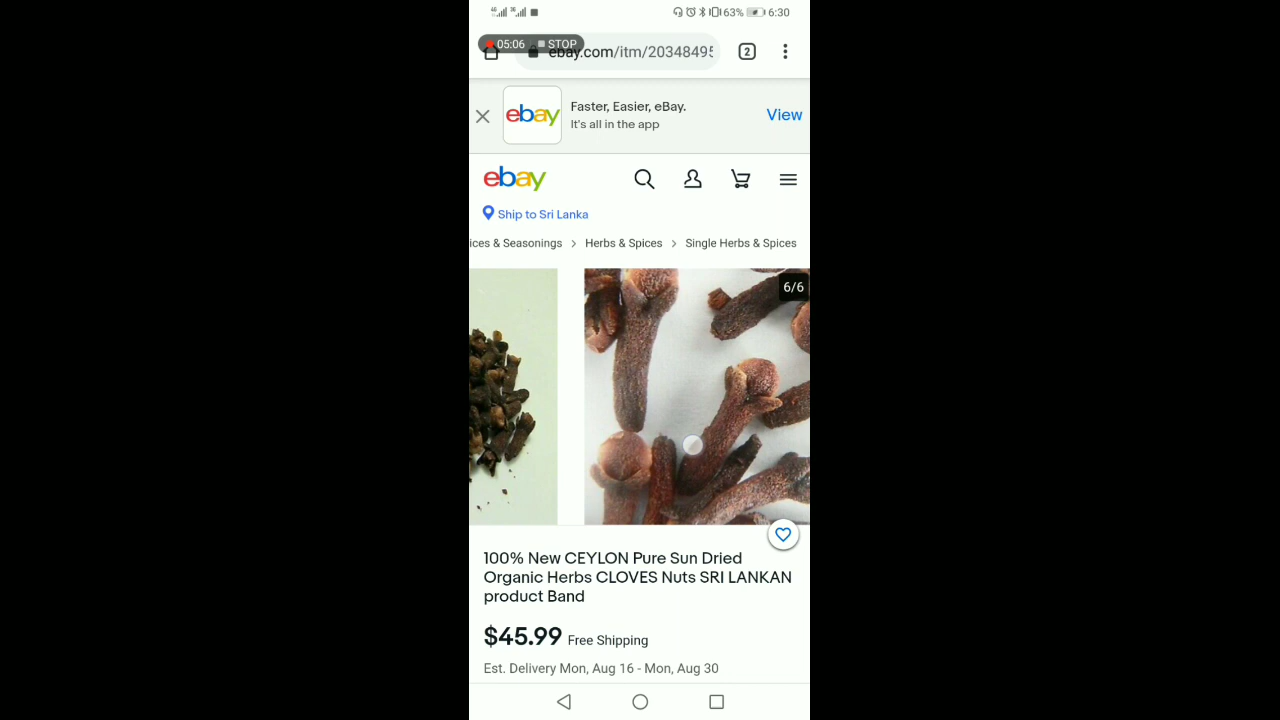 4G 3G 63% 6:30
05:06 STOP
ebay.com/itm/20348495
2
ebay
Faster, Easier, eBay.
It's all in the app
View
ebay
Ship to Sri Lanka
ices & Seasonings > Herbs & Spices > Single Herbs & Spices
6/6
100% New CEYLON Pure Sun Dried
Organic Herbs CLOVES Nuts SRI LANKAN
product Band
$45.99 Free Shipping
Est. Delivery Mon, Aug 16 - Mon, Aug 30